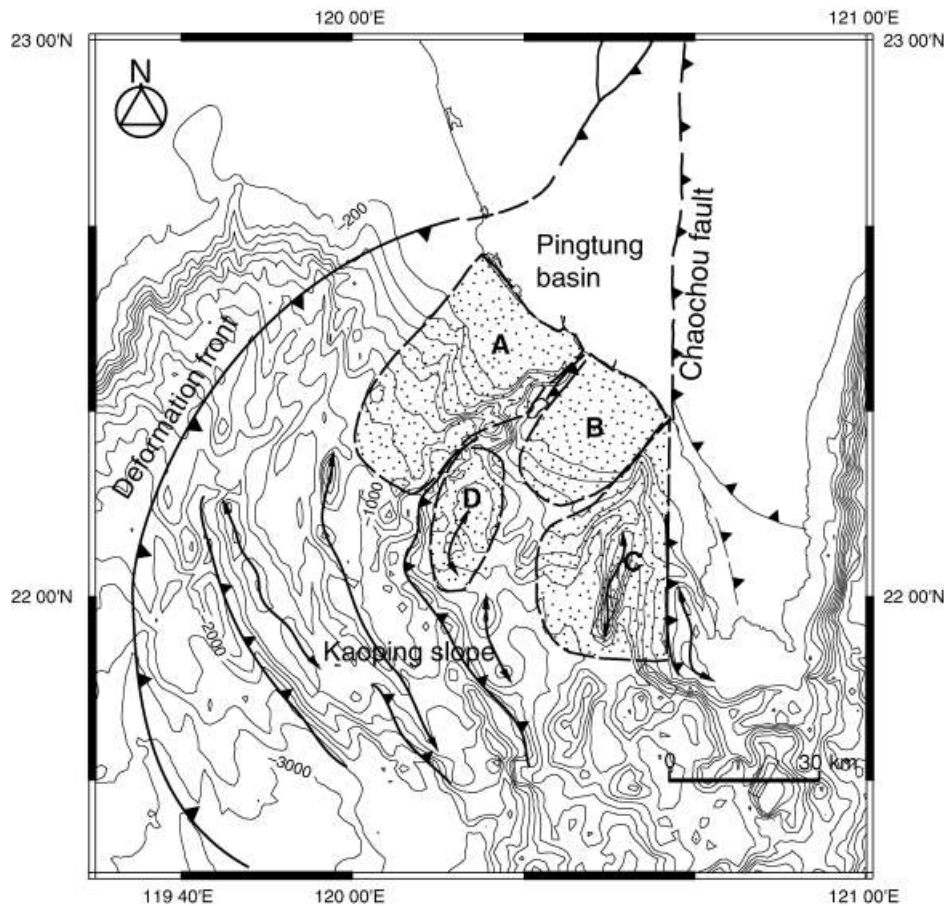 120 00'E
121 00'E
23 00'N
23 00'N
N
-200
Pingtung
basin
Chaochou fault
A
Deformation front
B
D
-1000
C
22 00'N
22 00'N
-2000
Kaoping slope
-3000
0
30 km
119 40'E
120 00'E
121 00'E